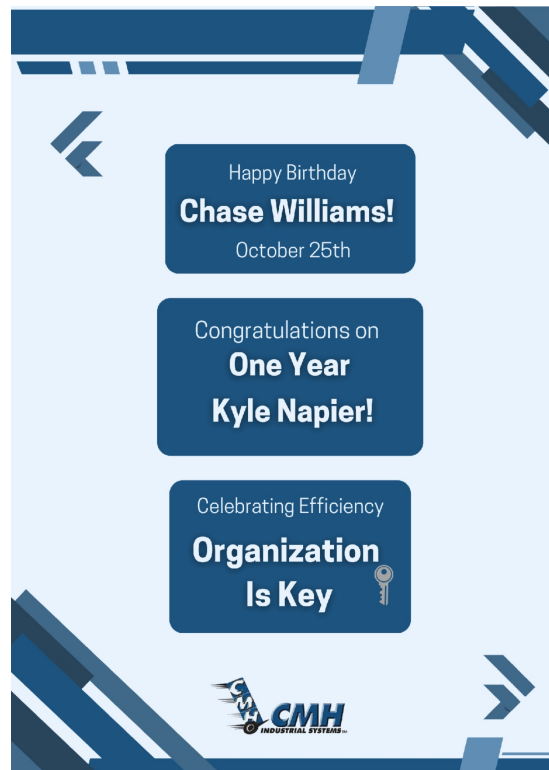 Happy Birthday
Chase Williams!
October 25th
Congratulations on
One Year
Kyle Napier!
Celebrating Efficiency
Organization
Is Key
CMH
CMH
INDUSTRIAL SYSTEMS